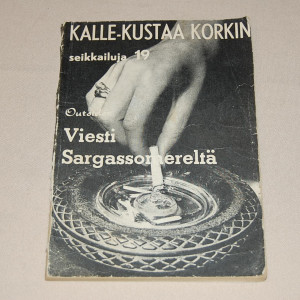 KALLE-KUSTAA KORKIN
seikkailuja 19
Outo
Viesti
Sargassomereltä